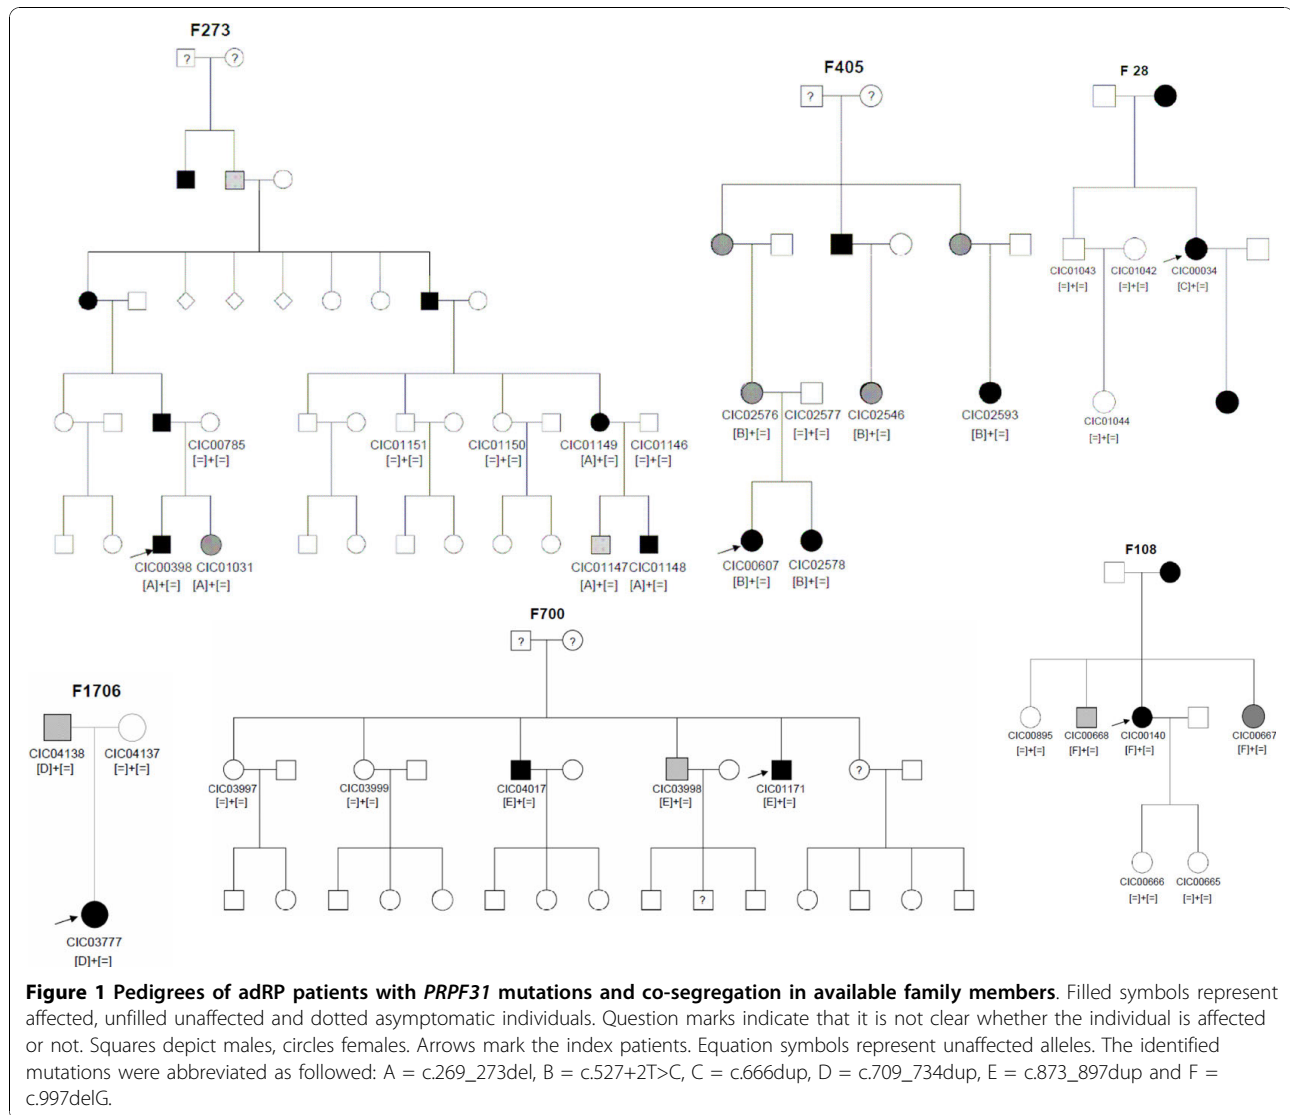 F273
? ?
F405
? ?
F 28
CIC01043 CIC01042 CIC00034
[=]+[=] [=]+[=] [C]+[=]
CIC01044
[=]+[=]
CIC00785
[=]+[=]
CIC01151
[=]+[=]
CIC01150
[=]+[=]
CIC01149
[A]+[=]
CIC01146
[=]+[=]
CIC00398 CIC01031
[A]+[=] [A]+[=]
CIC01147 CIC01148
[A]+[=] [A]+[=]
CIC02576 CIC02577 CIC02546 CIC02593
[B]+[=] [=]+[=] [B]+[=] [B]+[=]
CIC00607 CIC02578
[B]+[=] [B]+[=]
F108
CIC00895 CIC00668 CIC00140 CIC00667
[=]+[=] [F]+[=] [F]+[=] [F]+[=]
CIC00666 CIC00665
[=]+[=] [=]+[=]
F1706
CIC04138 CIC04137
[D]+[=] [=]+[=]
CIC03777
[D]+[=]
F700
? ?
?
CIC03997 CIC03999 CIC04017 CIC03998 CIC01171
[=]+[=] [=]+[=] [E]+[=] [E]+[=] [E]+[=]
?
Figure 1 Pedigrees of adRP patients with PRPF31 mutations and co-segregation in available family members. Filled symbols represent
affected, unfilled unaffected and dotted asymptomatic individuals. Question marks indicate that it is not clear whether the individual is affected
or not. Squares depict males, circles females. Arrows mark the index patients. Equation symbols represent unaffected alleles. The identified
mutations were abbreviated as followed: A = c.269_273del, B = c.527+2T>C, C = c.666dup, D = c.709_734dup, E = c.873_897dup and F =
c.997delG.